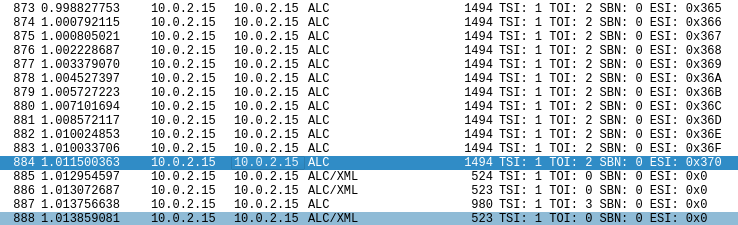 873 0.998827753 10.0.2.15 10.0.2.15 ALC 1494 TSI: 1 TOI: 2 SBN: 0 ESI: 0x365
874 1.000792115 10.0.2.15 10.0.2.15 ALC 1494 TSI: 1 TOI: 2 SBN: 0 ESI: 0x366
875 1.000805021 10.0.2.15 10.0.2.15 ALC 1494 TSI: 1 TOI: 2 SBN: 0 ESI: 0x367
876 1.002228687 10.0.2.15 10.0.2.15 ALC 1494 TSI: 1 TOI: 2 SBN: 0 ESI: 0x368
877 1.003379070 10.0.2.15 10.0.2.15 ALC 1494 TSI: 1 TOI: 2 SBN: 0 ESI: 0x369
878 1.004527397 10.0.2.15 10.0.2.15 ALC 1494 TSI: 1 TOI: 2 SBN: 0 ESI: 0x36A
879 1.005727223 10.0.2.15 10.0.2.15 ALC 1494 TSI: 1 TOI: 2 SBN: 0 ESI: 0x36B
880 1.007101694 10.0.2.15 10.0.2.15 ALC 1494 TSI: 1 TOI: 2 SBN: 0 ESI: 0x36C
881 1.008572117 10.0.2.15 10.0.2.15 ALC 1494 TSI: 1 TOI: 2 SBN: 0 ESI: 0x36D
882 1.010024853 10.0.2.15 10.0.2.15 ALC 1494 TSI: 1 TOI: 2 SBN: 0 ESI: 0x36E
883 1.010033706 10.0.2.15 10.0.2.15 ALC 1494 TSI: 1 TOI: 2 SBN: 0 ESI: 0x36F
884 1.011500363 10.0.2.15 10.0.2.15 ALC 1494 TSI: 1 TOI: 2 SBN: 0 ESI: 0x370
885 1.012954597 10.0.2.15 10.0.2.15 ALC/XML 524 TSI: 1 TOI: 0 SBN: 0 ESI: 0x0
886 1.013072687 10.0.2.15 10.0.2.15 ALC/XML 523 TSI: 1 TOI: 0 SBN: 0 ESI: 0x0
887 1.013756638 10.0.2.15 10.0.2.15 ALC 980 TSI: 1 TOI: 3 SBN: 0 ESI: 0x0
888 1.013859081 10.0.2.15 10.0.2.15 ALC/XML 523 TSI: 1 TOI: 0 SBN: 0 ESI: 0x0